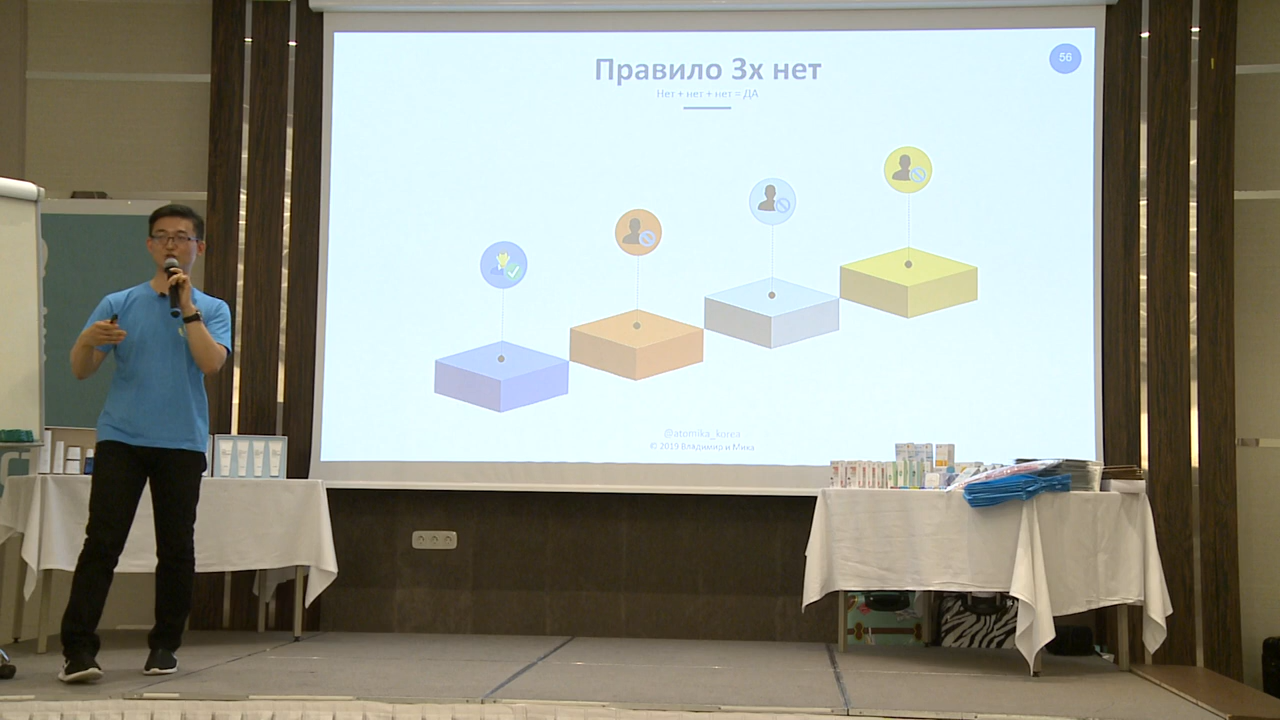 Правило 3х нет
56
Нет + нет + нет = ДА
@atomika_korea
© 2019 Владимир и Мика